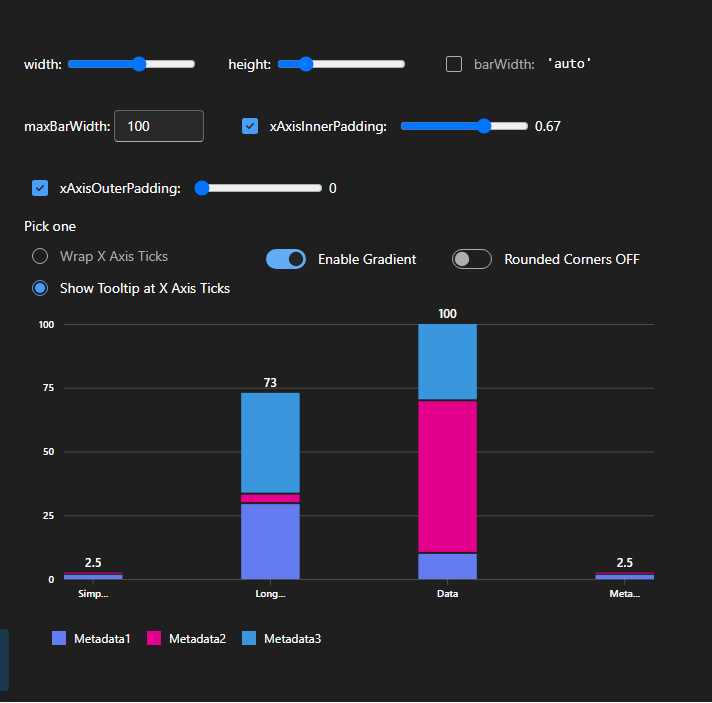 width: height: barWidth: 'auto'
maxBarWidth: 100 xAxisInnerPadding: 0.67
xAxisOuterPadding: 0
Pick one
Wrap X Axis Ticks Enable Gradient Rounded Corners OFF
Show Tooltip at X Axis Ticks
100
100
75
73
50
25
2.5 2.5
0
Simp... Long... Data Meta...
Metadata1 Metadata2 Metadata3